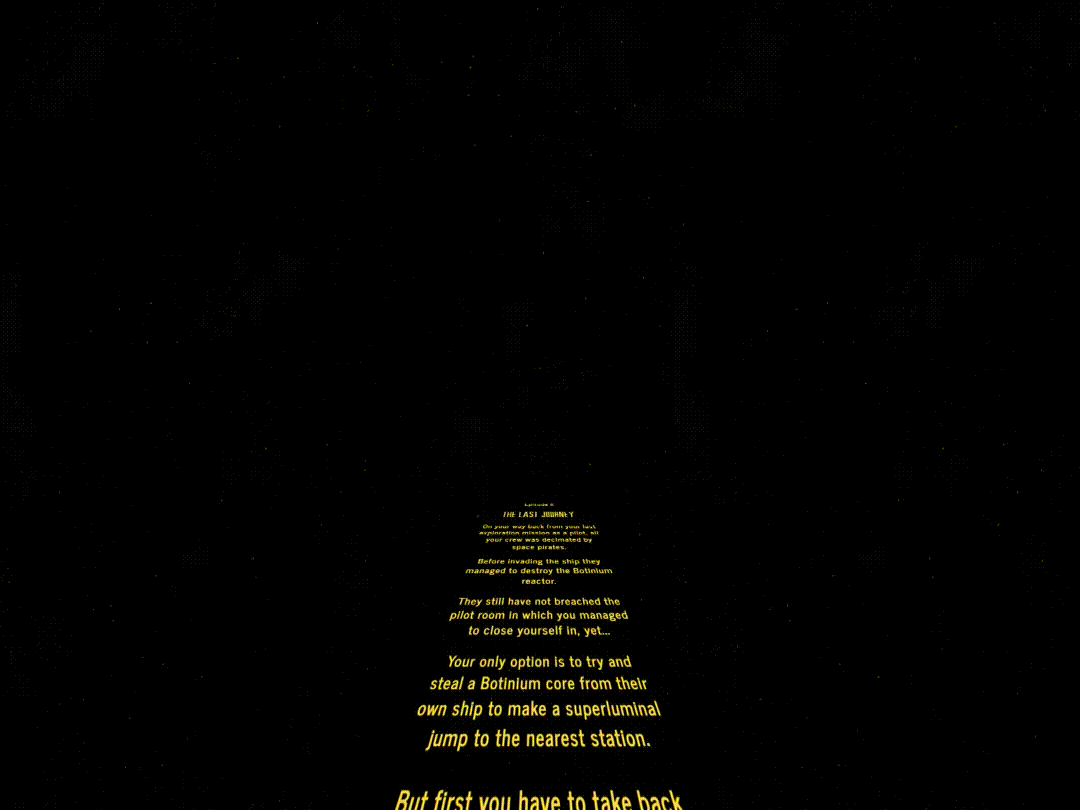 THE LAST JOURNEY
On your way back from your last
exploration mission as a pilot, all
your crew was decimated by
space pirates.
Before invading the ship they
managed to destroy the Botinium
reactor.
They still have not breached the
pilot room in which you managed
to close yourself in, yet...
Your only option is to try and
steal a Botinium core from their
own ship to make a superluminal
jump to the nearest station.
But first you have to take back